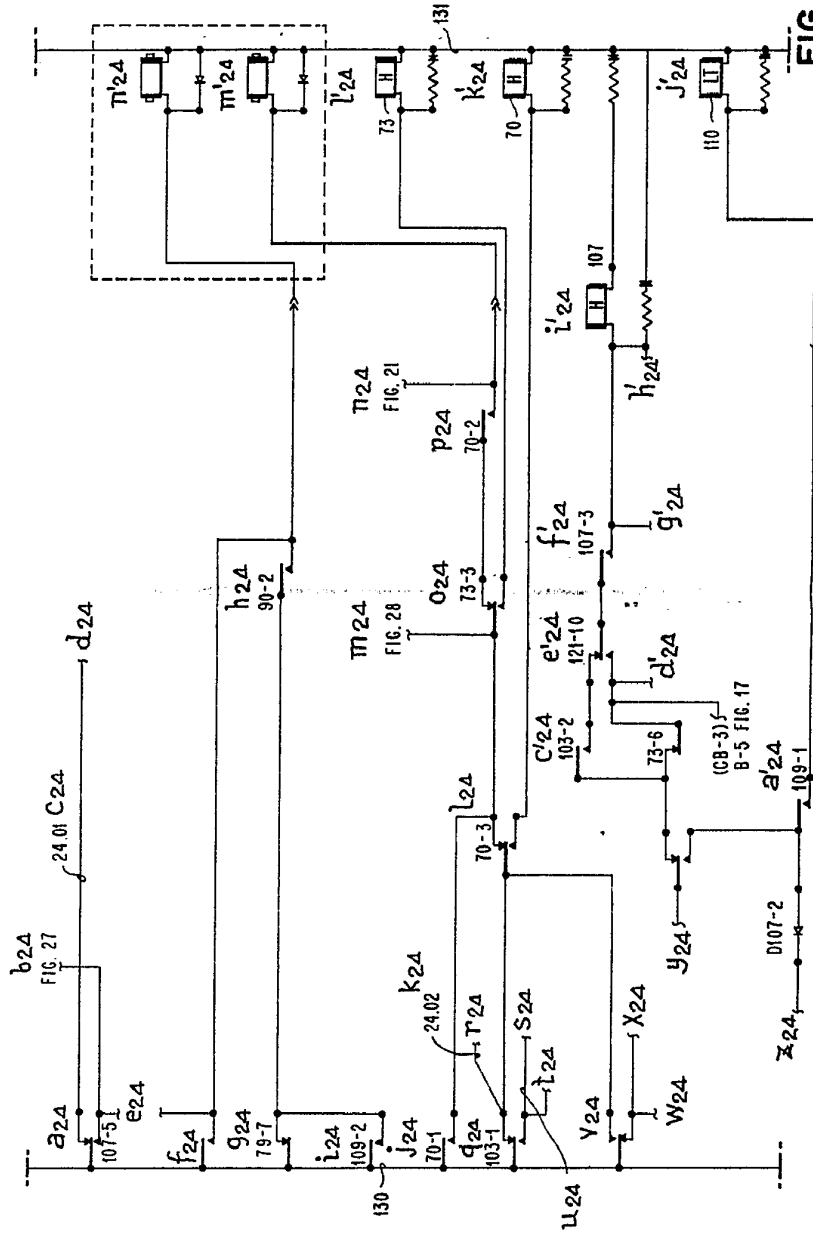 131
n'24
m'24
l'24
73
H
k'24
70
H
j'24
110
LT
107
i'24
H
h'24
n24
FIG. 21
p24
70-2
f'24
107-3
g'24
h24
90-2
o24
73-3
m24
FIG. 28
e'24
121-10
d'24
d24
24.01 C24
l24
70-3
c'24
103-2
73-6
(CB-3)
B-5 FIG. 17
a'24
109-1
b24
FIG. 27
k24
24.02
r24
s24
t24
y24
D107-2
z24
a24
107-5
e24
f24
g24
79-7
i24
109-2
j24
70-1
q24
103-1
v24
x24
w24
130
u24
FIG